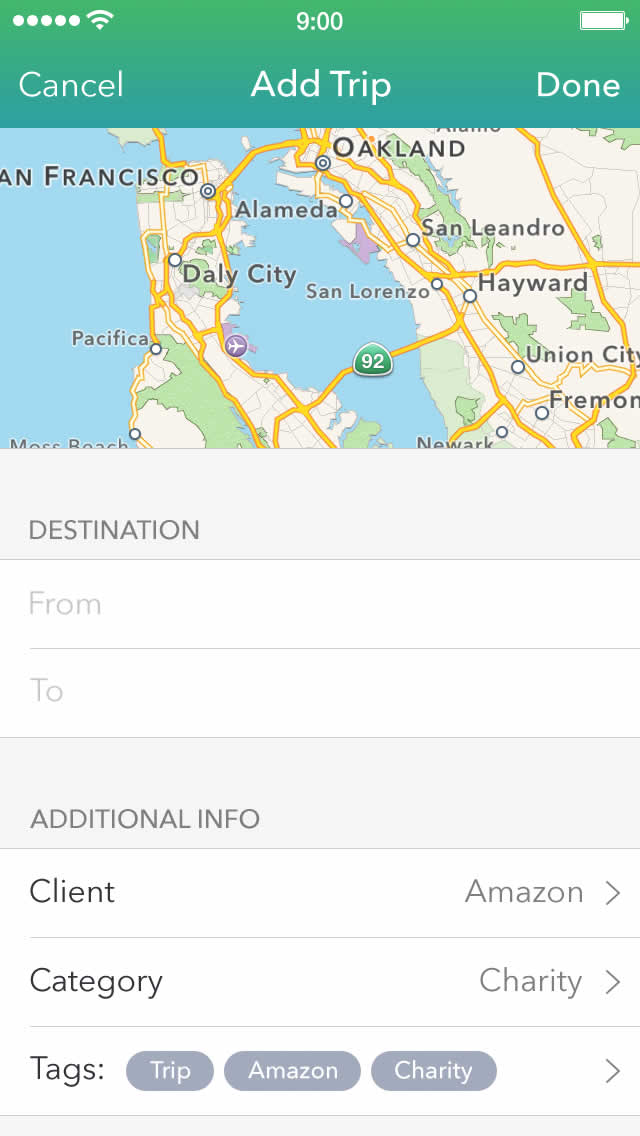 9:00
Cancel Add Trip Done
Alamo
OAKLAND
AN FRANCISCO
Alameda
San Leandro
Daly City
San Lorenzo
Hayward
Pacifica
92
Union City
Fremon
Moss Beach
Newark
DESTINATION
From
To
ADDITIONAL INFO
Client Amazon
Category Charity
Tags: Trip Amazon Charity